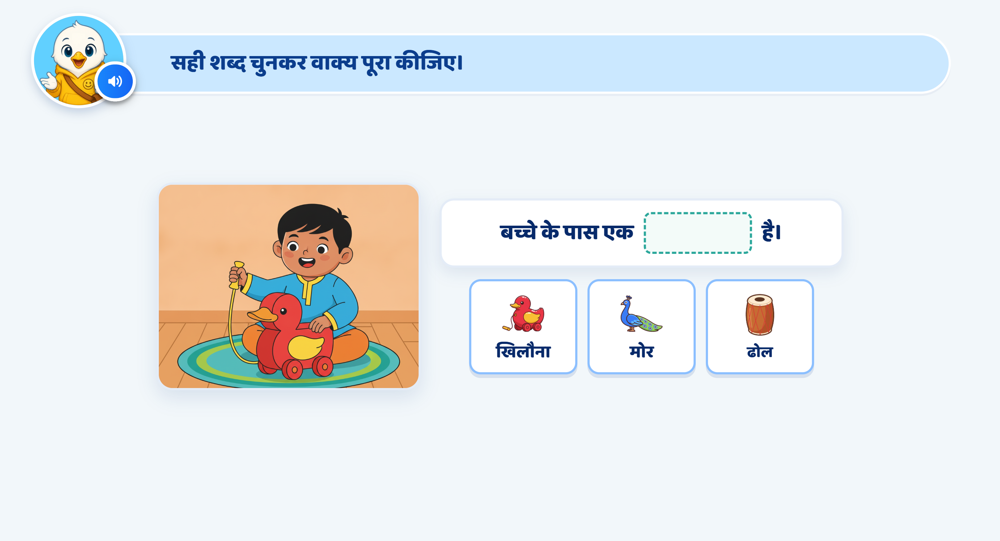 सही शब्द चुनकर वाक्य पूरा कीजिए।
बच्चे के पास एक है।
खिलौना
मोर
ढोल